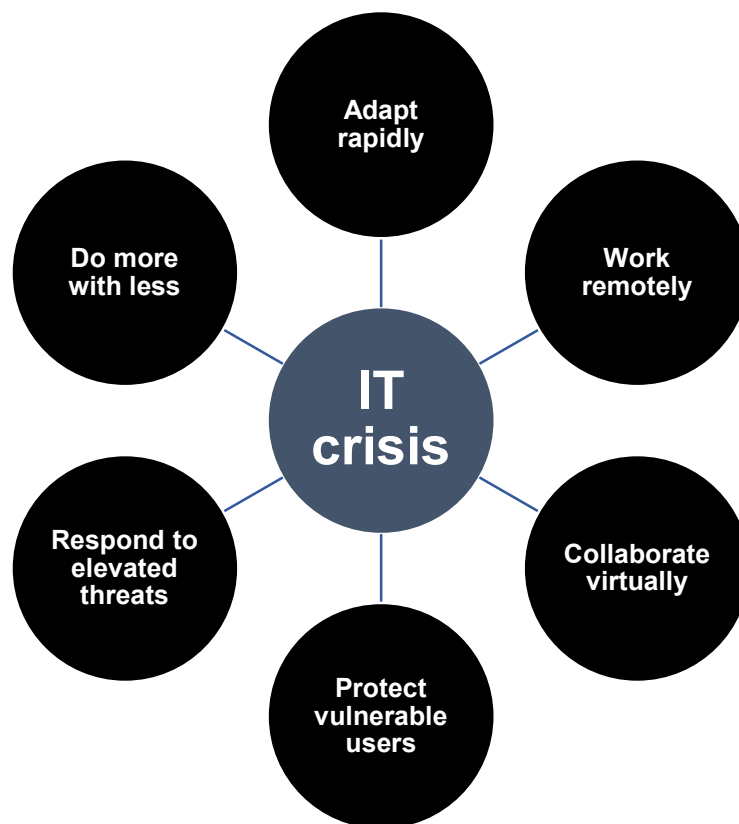 Adapt
rapidly
Do more
with less
Work
remotely
IT
crisis
Respond to
elevated
threats
Collaborate
virtually
Protect
vulnerable
users